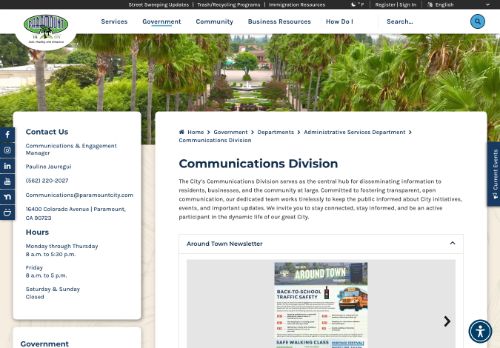 Street Sweeping Updates | Trash/Recycling Programs | Immigration Resources
°F
Register | Sign In
English
PARAMOUNT
Services
Government
Community
Business Resources
How Do I
Search...
Contact Us
Communications & Engagement
Manager
Pauline Jauregui
(562) 220-2027
Communications@paramountcity.com
16400 Colorado Avenue | Paramount,
CA 90723
Hours
Monday through Thursday
8 a.m. to 5:30 p.m.
Friday
8 a.m. to 5 p.m.
Saturday & Sunday
Closed
Government
Home > Government > Departments > Administrative Services Department >
Communications Division
Communications Division
The City's Communications Division serves as the central hub for disseminating information to
residents, businesses, and the community at large. Committed to fostering transparent, open
communication, our dedicated team works tirelessly to keep the public informed about City initiatives,
events, and important updates. We invite you to stay connected, stay informed, and be an active
participant in the dynamic life of our great City.
Around Town Newsletter
AROUND TOWN
BACK-TO-SCHOOL
TRAFFIC SAFETY
SAFE WALKING CLASS
Current Events